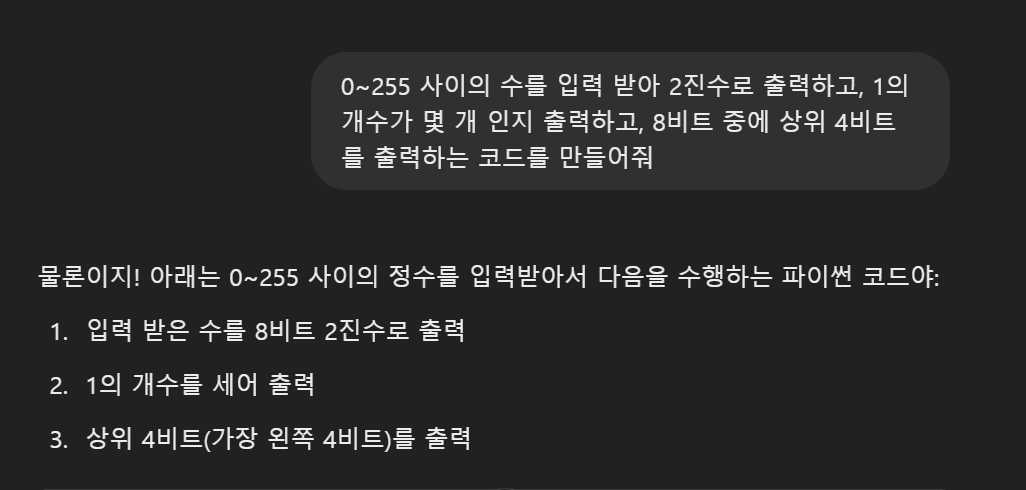 0~255 사이의 수를 입력 받아 2진수로 출력하고, 1의
개수가 몇 개 인지 출력하고, 8비트 중에 상위 4비트
를 출력하는 코드를 만들어줘
물론이지! 아래는 0~255 사이의 정수를 입력받아서 다음을 수행하는 파이썬 코드야:
1. 입력 받은 수를 8비트 2진수로 출력
2. 1의 개수를 세어 출력
3. 상위 4비트(가장 왼쪽 4비트)를 출력